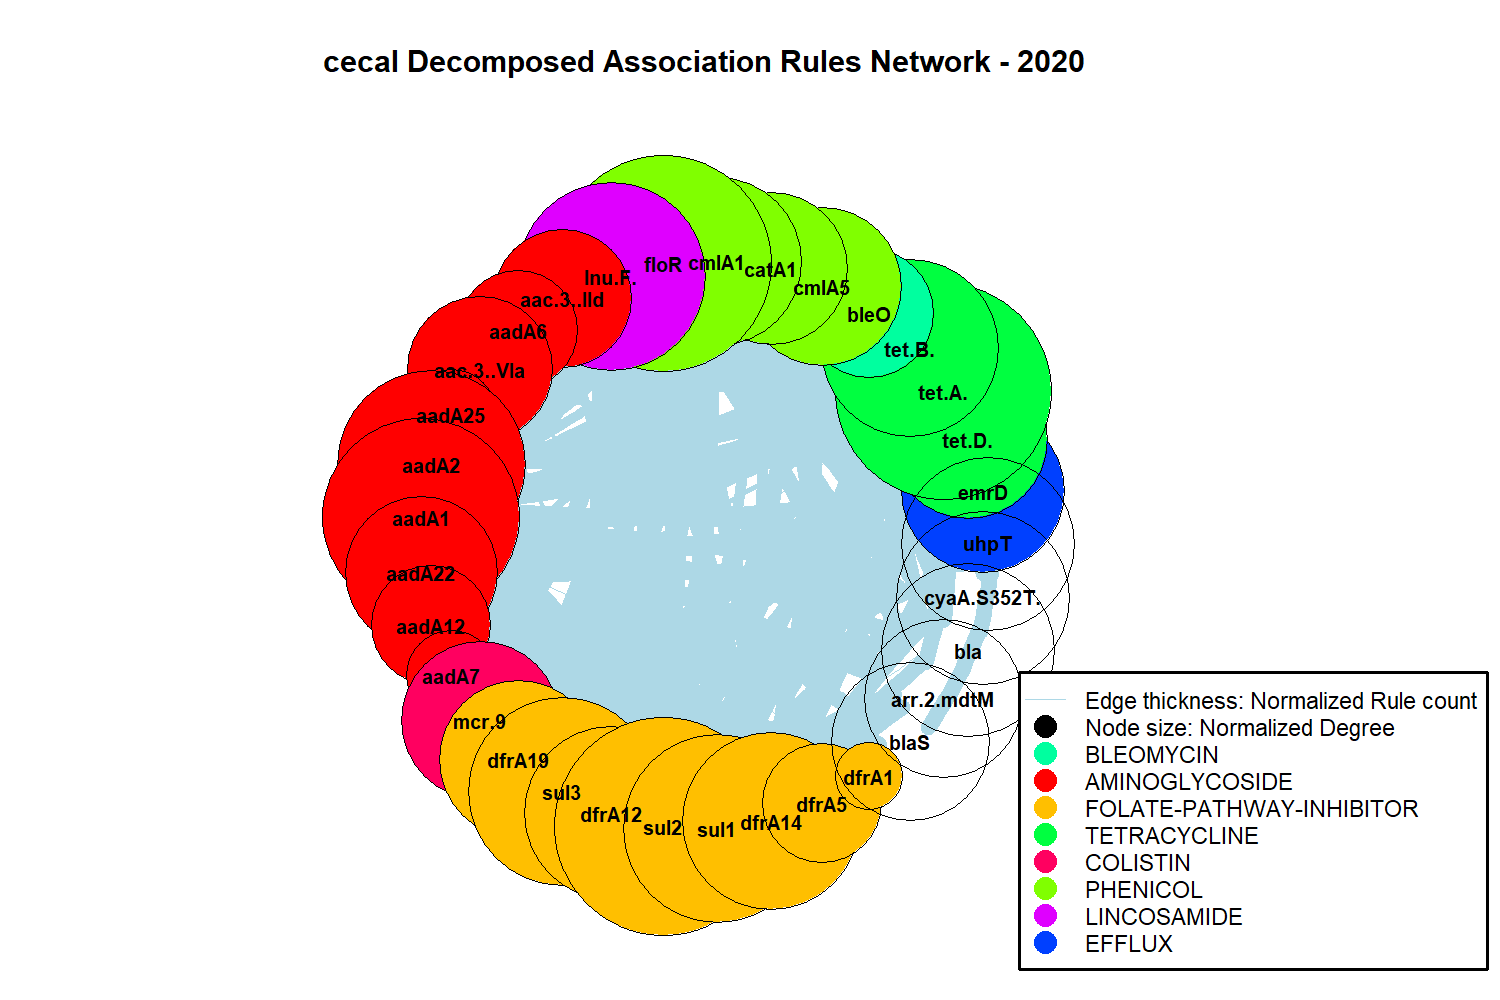 cecal Decomposed Association Rules Network - 2020
floR
cmlA1
catA1
cmlA5
bleO
tet.B.
tet.A.
tet.D.
emrD
uhpT
cyaA.S352T.
bla
arr.2.mdtM
blaS
dfrA1
dfrA5
dfrA14
sul1
sul2
dfrA12
sul3
dfrA19
mcr.9
aadA7
aadA12
aadA22
aadA1
aadA2
aadA25
aac.3..VIa
aadA6
aac.3..IId
lnu.F.
Edge thickness: Normalized Rule count
Node size: Normalized Degree
BLEOMYCIN
AMINOGLYCOSIDE
FOLATE-PATHWAY-INHIBITOR
TETRACYCLINE
COLISTIN
PHENICOL
LINCOSAMIDE
EFFLUX